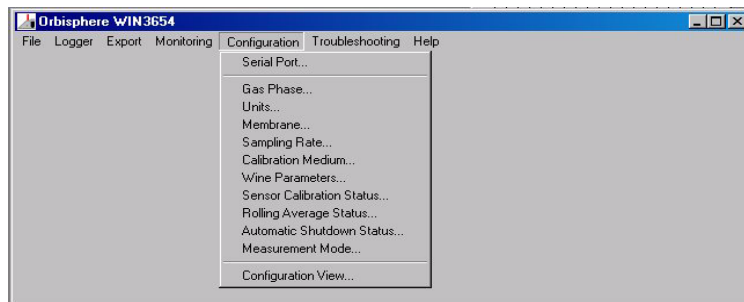 Orbisphere WIN3654
File Logger Export Monitoring Configuration Troubleshooting Help
Serial Port...
Gas Phase...
Units...
Membrane...
Sampling Rate...
Calibration Medium...
Wine Parameters...
Sensor Calibration Status...
Rolling Average Status...
Automatic Shutdown Status...
Measurement Mode...
Configuration View...